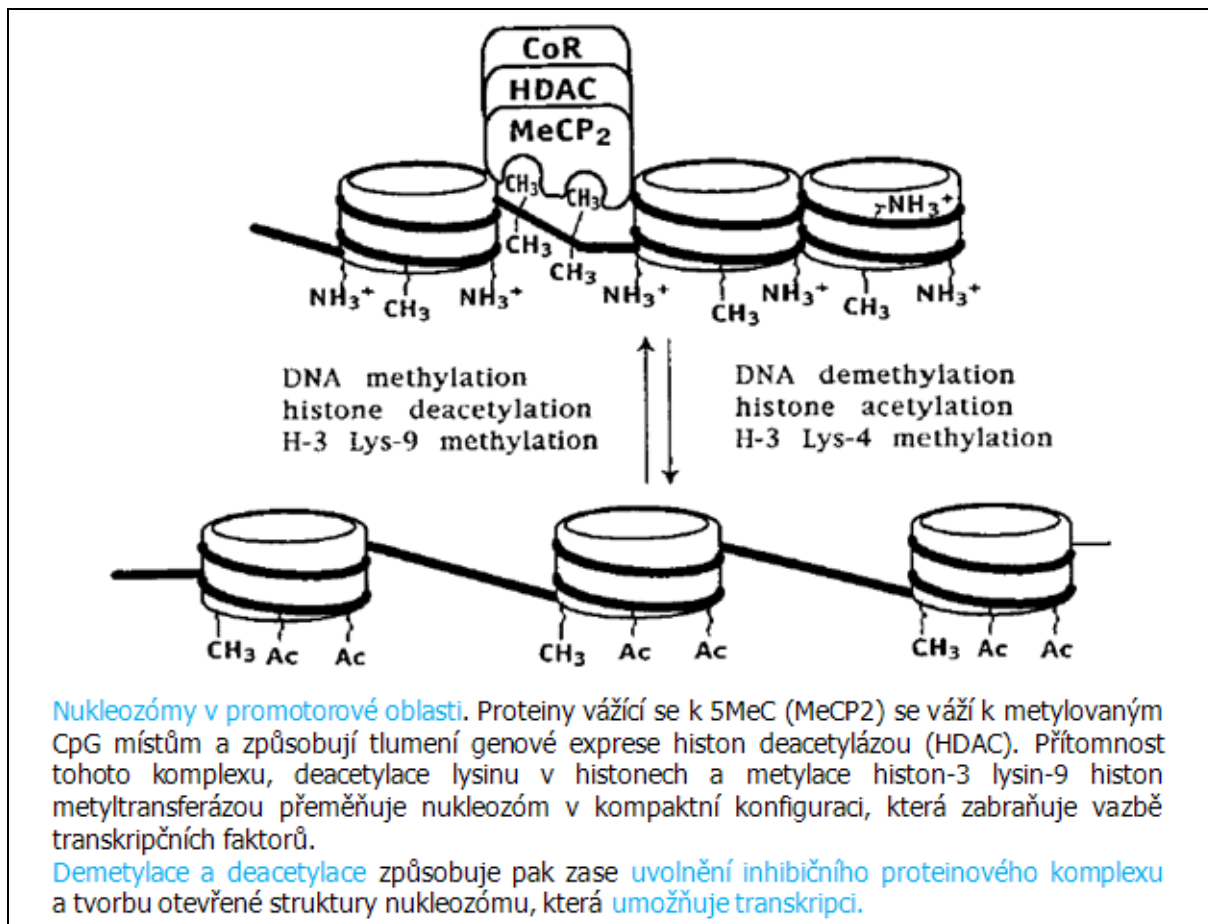 CoR
HDAC
MeCP2
CH3 CH3
NH3+
CH3
CH3
NH3+ CH3 NH3+ NH3+ CH3 NH3+ CH3 NH3+
DNA methylation
histone deacetylation
H-3 Lys-9 methylation
DNA demethylation
histone acetylation
H-3 Lys-4 methylation
CH3 Ac Ac
CH3 Ac Ac
CH3 Ac Ac
Nukleozómy v promotorové oblasti. Proteiny vážící se k 5MeC (MeCP2) se váží k metylovaným
CpG místům a způsobují tlumení genové exprese histon deacetylázou (HDAC). Přítomnost
tohoto komplexu, deacetylace lysinu v histonech a metylace histon-3 lysin-9 histon
metyltransferázou přeměňuje nukleozóm v kompaktní konfiguraci, která zabraňuje vazbě
transkripčních faktorů.
Demetylace a deacetylace způsobuje pak zase uvolnění inhibičního proteinového komplexu
a tvorbu otevřené struktury nukleozómu, která umožňuje transkripci.